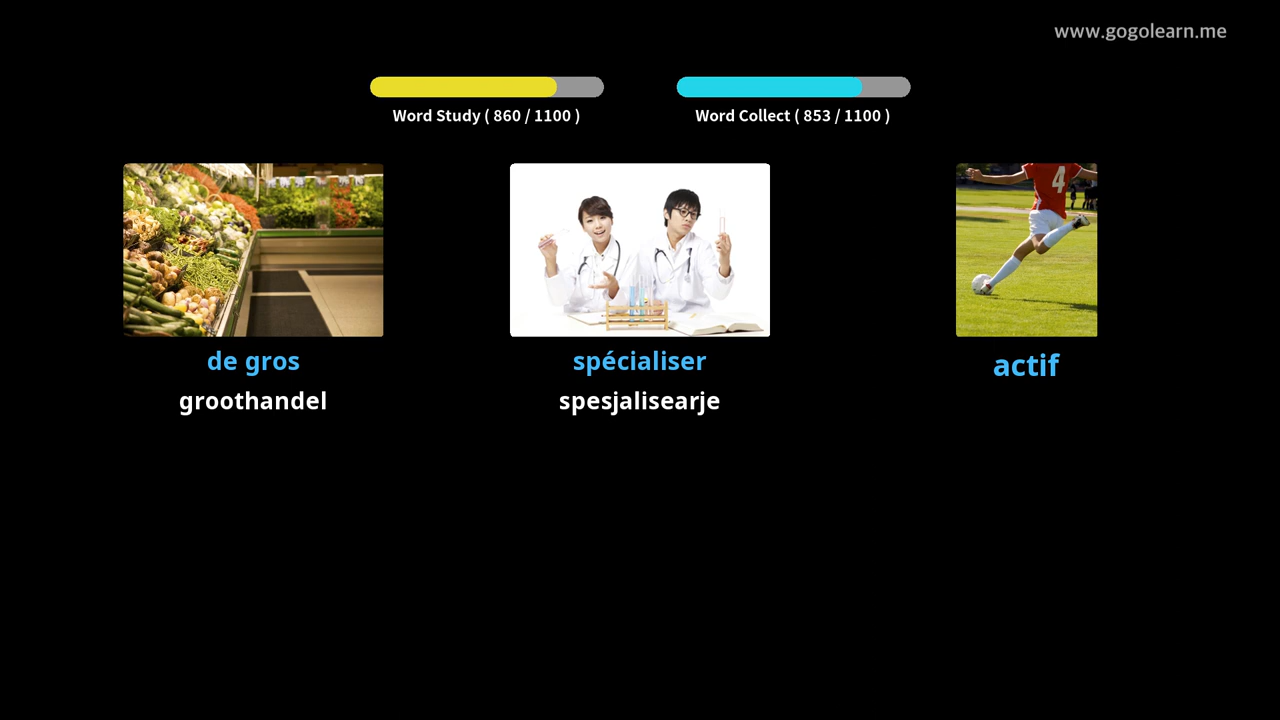 www.gogolearn.me
Word Study ( 860 / 1100 )
Word Collect ( 853 / 1100 )
de gros
groothandel
spécialiser
spesjalisearje
4
actif